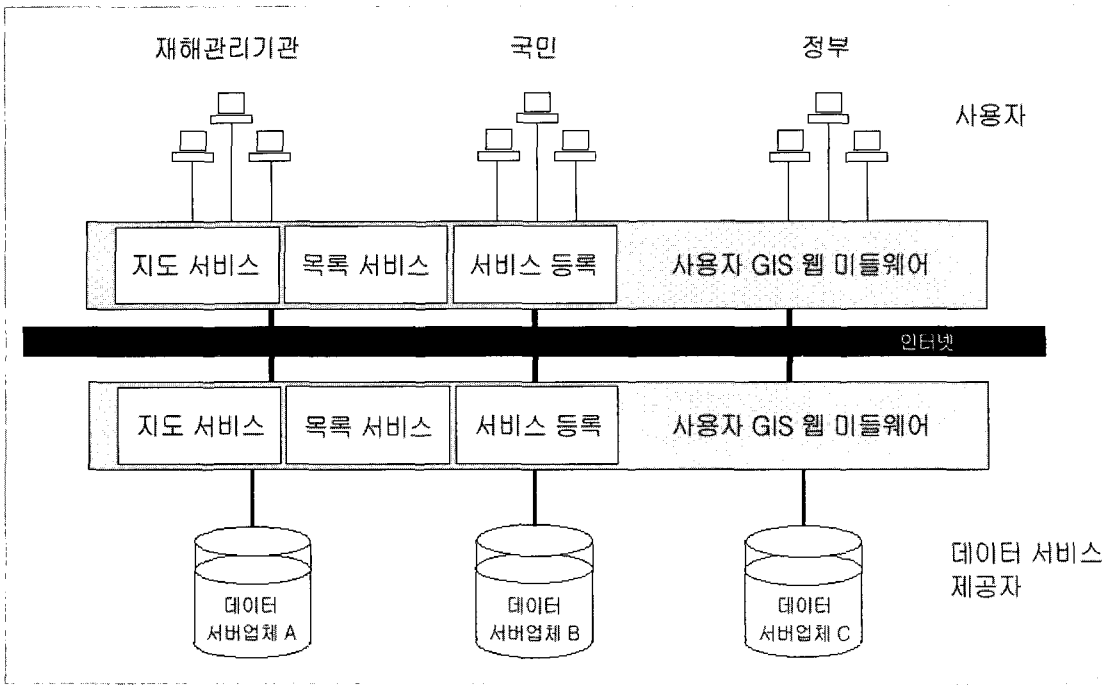 재해관리기관
국민
정부
사용자
지도 서비스
목록 서비스
서비스 등록
사용자 GIS 웹 미들웨어
인터넷
지도 서비스
목록 서비스
서비스 등록
사용자 GIS 웹 미들웨어
데이터 서비스
제공자
데이터
서버업체 A
데이터
서버업체 B
데이터
서버업체 C